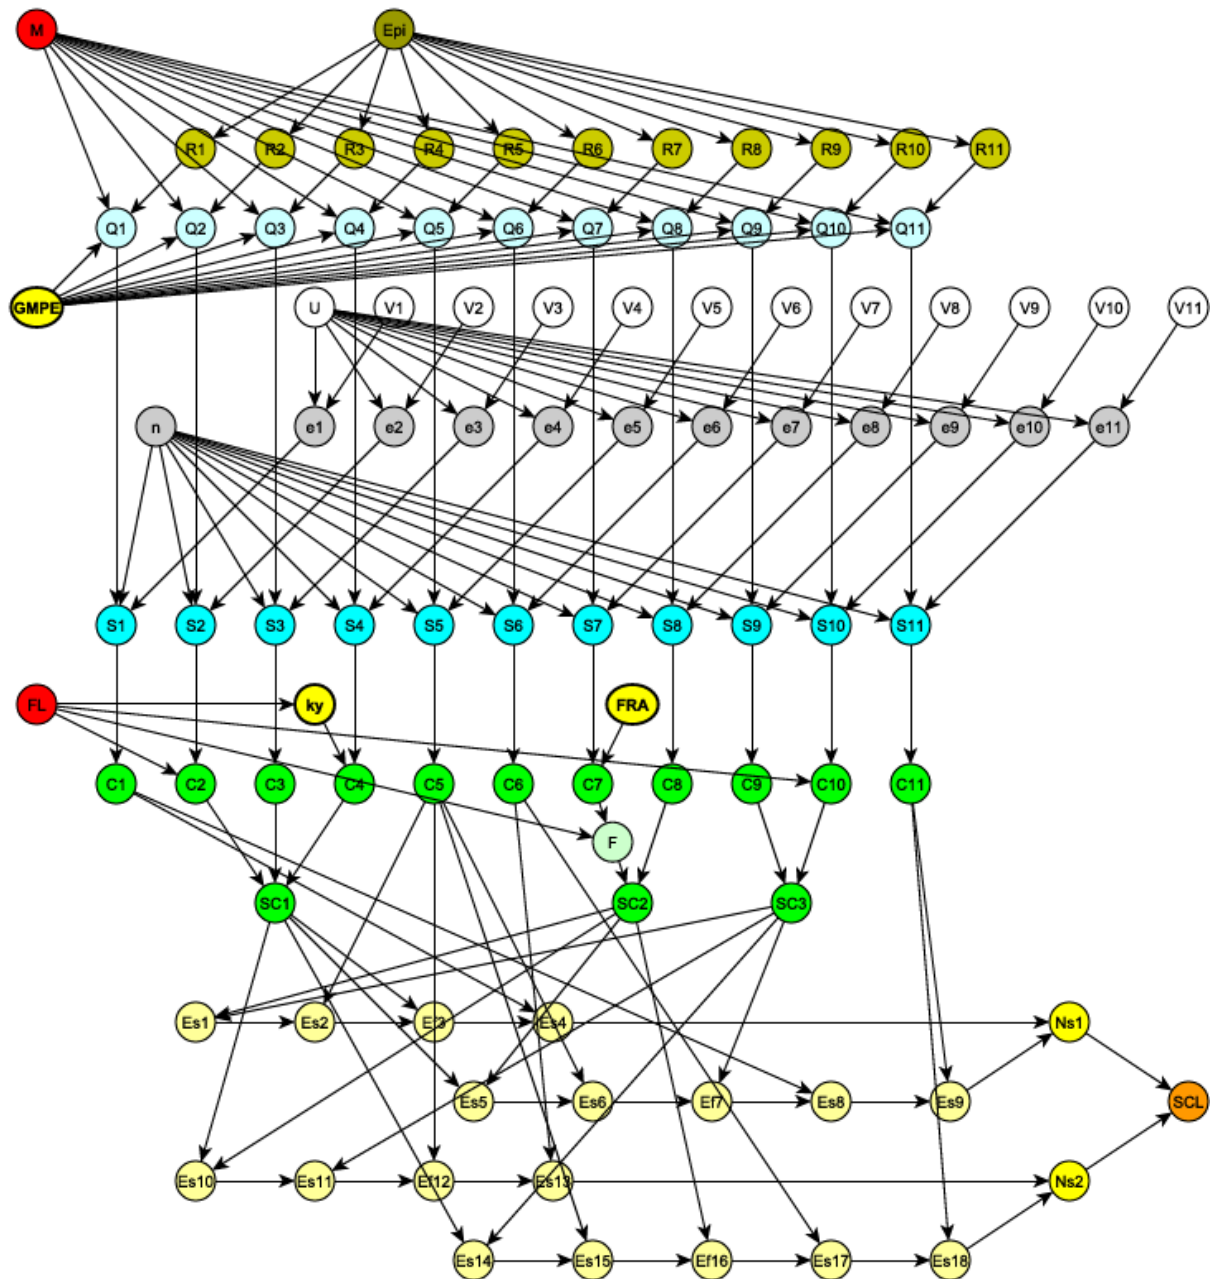 M Epi
R1 R2 R3 R4 R5 R6 R7 R8 R9 R10 R11
Q1 Q2 Q3 Q4 Q5 Q6 Q7 Q8 Q9 Q10 Q11
GMPE U V1 V2 V3 V4 V5 V6 V7 V8 V9 V10 V11
n e1 e2 e3 e4 e5 e6 e7 e8 e9 e10 e11
S1 S2 S3 S4 S5 S6 S7 S8 S9 S10 S11
FL ky FRA
C1 C2 C3 C4 C5 C6 C7 C8 C9 C10 C11
F
SC1 SC2 SC3
Es1 Es2 Ef3 Es4 Ns1
Es5 Es6 Ef7 Es8 Es9 SCL
Es10 Es11 Ef12 Es13 Ns2
Es14 Es15 Ef16 Es17 Es18